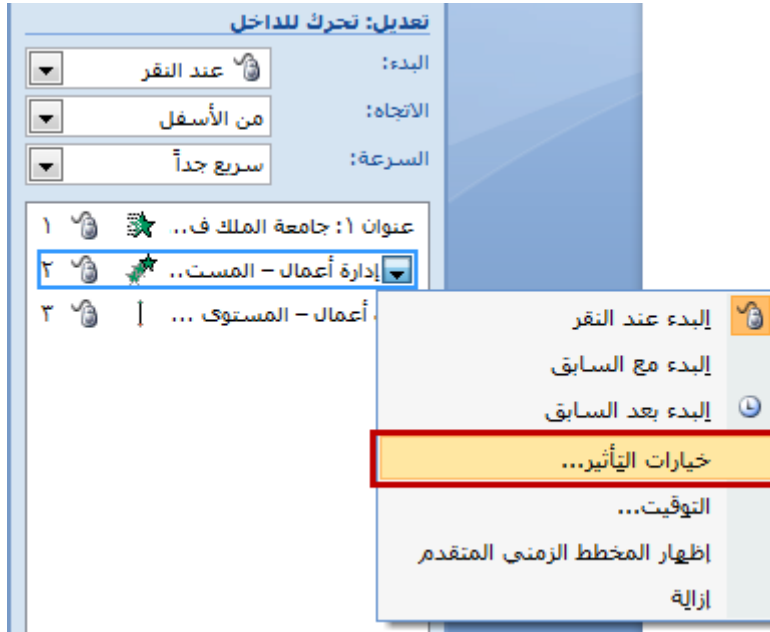 تعديل: تحرك للداخل
البدء: عند النقر
الاتجاه: من الأسفل
السرعة: سريع جداً
عنوان ١: جامعة الملك ف.. ١
إدارة أعمال – المست.. ٢
أعمال – المستوى ... ٣
البدء عند النقر
البدء مع السابق
البدء بعد السابق
خيارات التأثير...
التوقيت...
إظهار المخطط الزمني المتقدم
إزالة